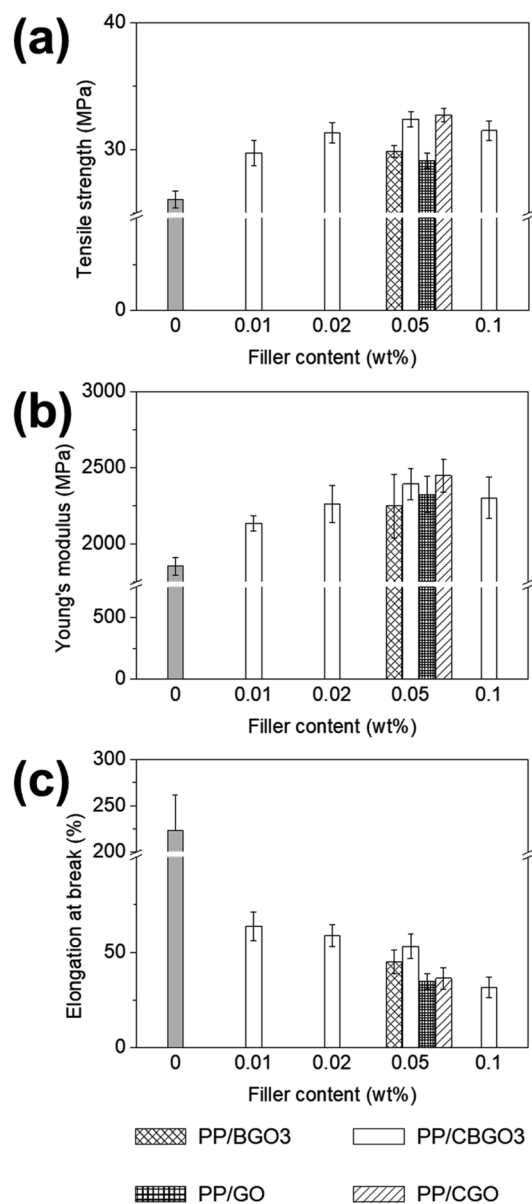 (a)
Tensile strength (MPa)
40
30
0
0 0.01 0.02 0.05 0.1
Filler content (wt%)
(b)
Young's modulus (MPa)
3000
2500
2000
500
0
0 0.01 0.02 0.05 0.1
Filler content (wt%)
(c)
Elongation at break (%)
300
250
200
50
0
0 0.01 0.02 0.05 0.1
Filler content (wt%)
PP/BGO3 PP/CBGO3
PP/GO PP/CGO